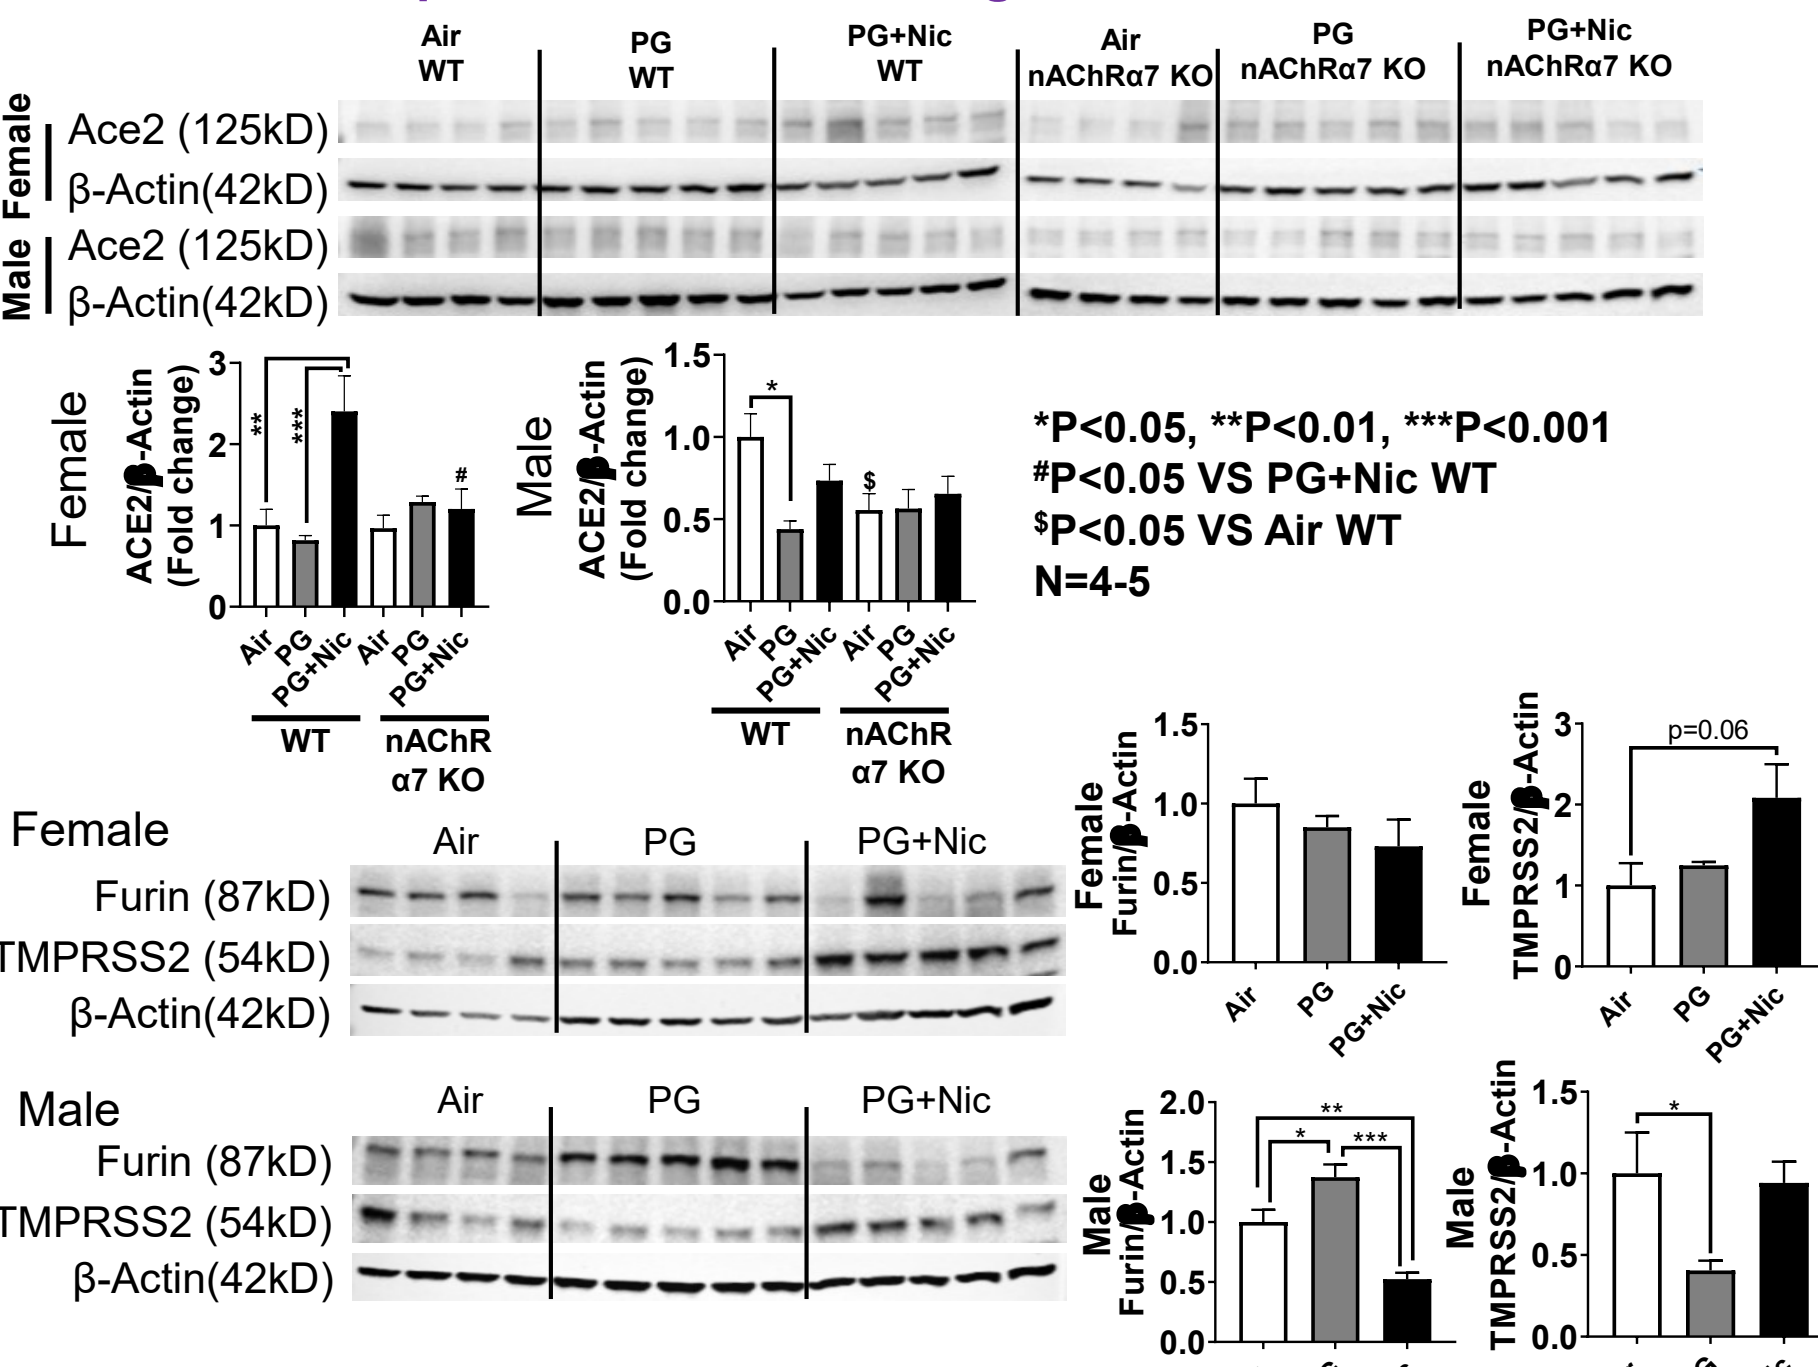 Air
WT
PG
WT
PG+Nic
WT
Air
nAChRα7 KO
PG
nAChRα7 KO
PG+Nic
nAChRα7 KO
Female
Ace2 (125kD)
β-Actin(42kD)
Male
Ace2 (125kD)
β-Actin(42kD)
Female
ACE2/β-Actin
(Fold change)
3
2
1
0
**
***
#
Air
PG
PG+Nic
Air
PG
PG+Nic
WT
nAChR
α7 KO
Male
ACE2/β-Actin
(Fold change)
1.5
1.0
0.5
0.0
*
$
Air
PG
PG+Nic
Air
PG
PG+Nic
WT
nAChR
α7 KO
*P<0.05, **P<0.01, ***P<0.001
#P<0.05 VS PG+Nic WT
$P<0.05 VS Air WT
N=4-5
Female
Air
PG
PG+Nic
Furin (87kD)
TMPRSS2 (54kD)
β-Actin(42kD)
Female
Furin/β-Actin
1.5
1.0
0.5
0.0
Air
PG
PG+Nic
Female
TMPRSS2/β-Actin
3
2
1
0
p=0.06
Air
PG
PG+Nic
Male
Air
PG
PG+Nic
Furin (87kD)
TMPRSS2 (54kD)
β-Actin(42kD)
Male
Furin/β-Actin
2.0
1.5
1.0
0.5
0.0
**
*
***
Male
TMPRSS2/β-Actin
1.5
1.0
0.5
0.0
*